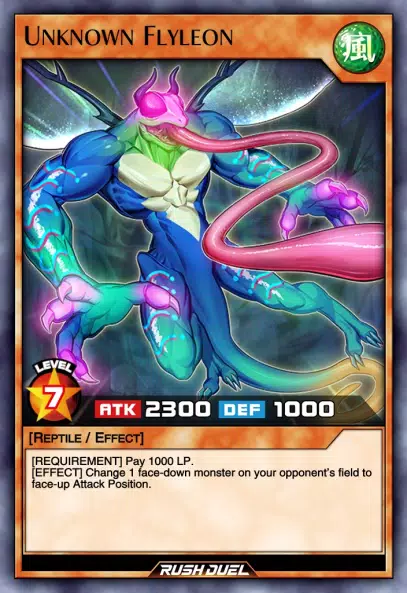 UNKNOWN FLYLEON
風
LEVEL
7
ATK 2300 DEF 1000
[REPTILE / EFFECT]
[REQUIREMENT] Pay 1000 LP.
[EFFECT] Change 1 face-down monster on your opponent's field to
face-up Attack Position.
RUSH DUEL